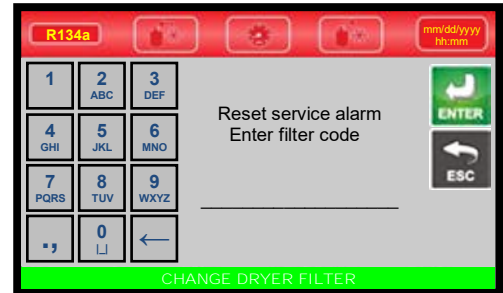 R134a
mm/dd/yyyy
hh:mm
1
2
ABC
3
DEF
4
GHI
5
JKL
6
MNO
7
PQRS
8
TUV
9
WXYZ
.,
0
⌴
←
Reset service alarm
Enter filter code
ENTER
ESC
CHANGE DRYER FILTER